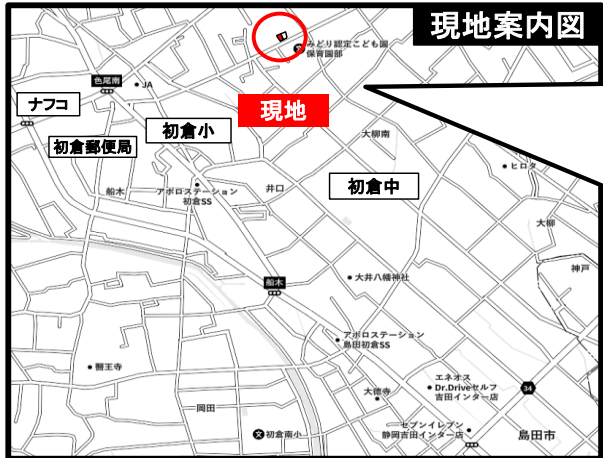 現地案内図
みどり認定こども園
保育園部
色尾南
JA
ナフコ
現地
初倉小
初倉郵便局
大柳南
ヒロタ
船木
アポロステーション
初倉SS
井口
初倉中
大柳
神戸
船木
大井八幡神社
アポロステーション
島田初倉SS
醫王寺
エネオス
Dr.Driveセルフ
吉田インター店
34
大徳寺
岡田
セブンイレブン
静岡吉田インター店
文
初倉南小
島田市